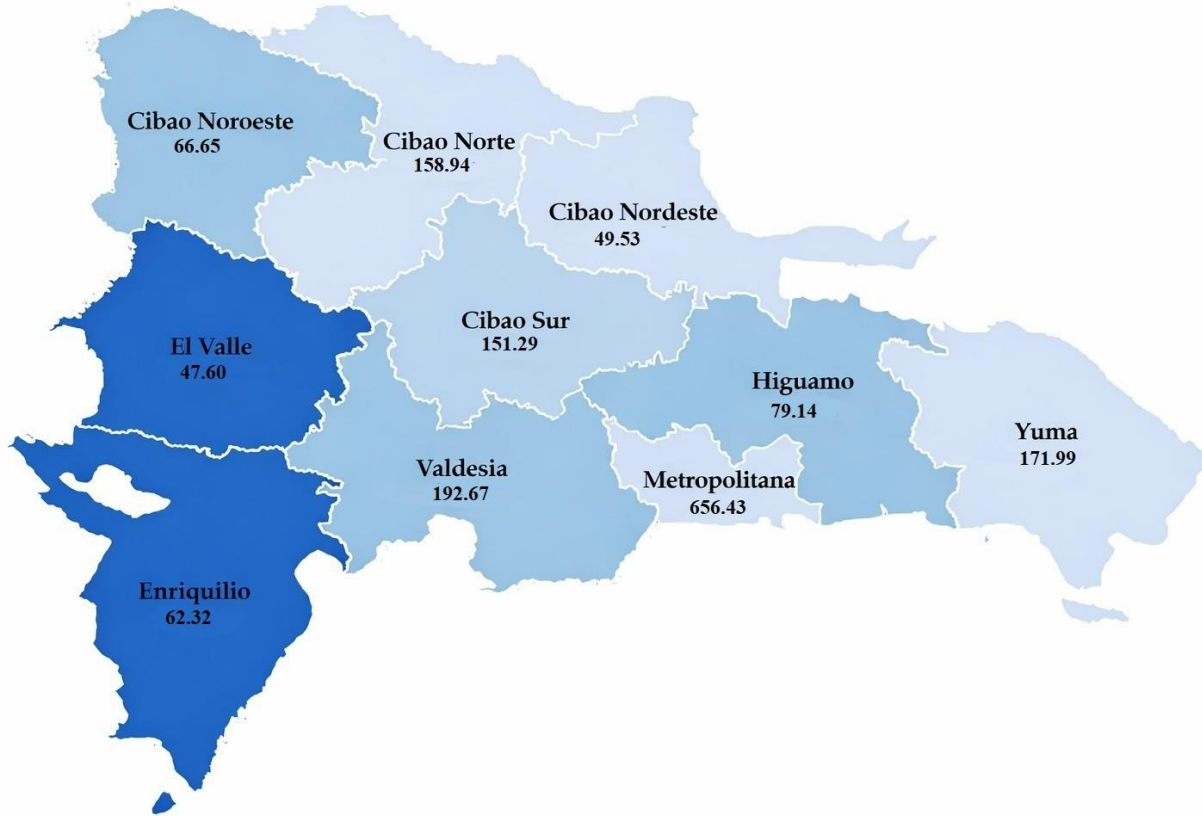 Cibao Noroeste
66.65
Cibao Norte
158.94
Cibao Nordeste
49.53
El Valle
47.60
Cibao Sur
151.29
Higuamo
79.14
Yuma
171.99
Valdesia
192.67
Metropolitana
656.43
Enriquilio
62.32